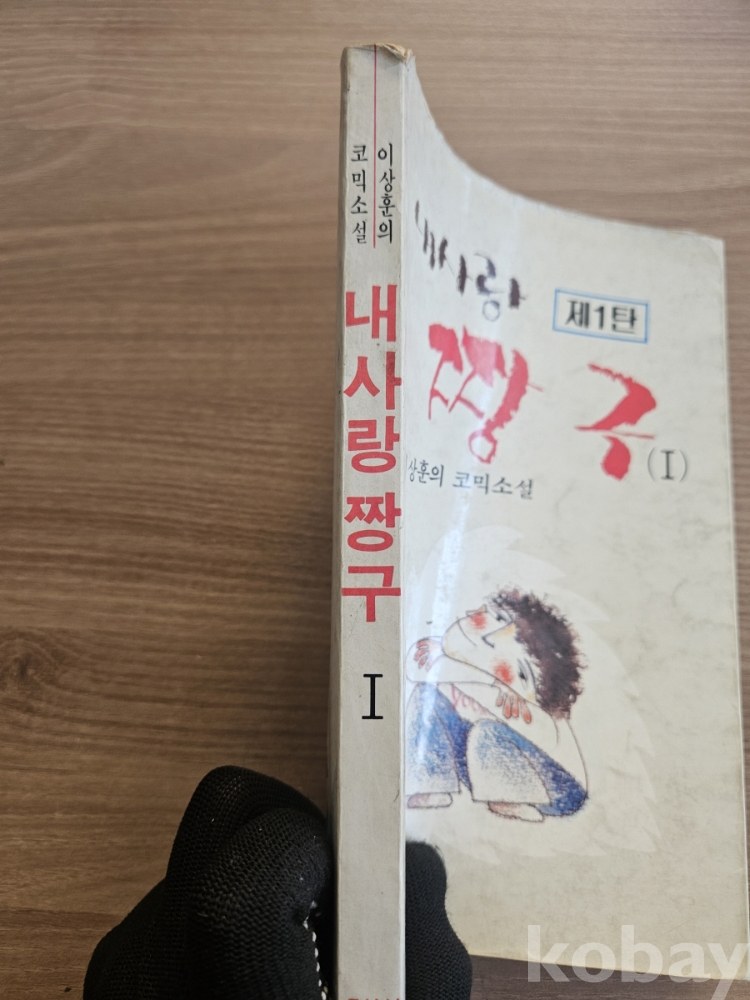 이상훈의
코믹소설
내사랑짱구
I
내사랑
제1탄
짱구
(I)
상훈의 코믹소설
kobay